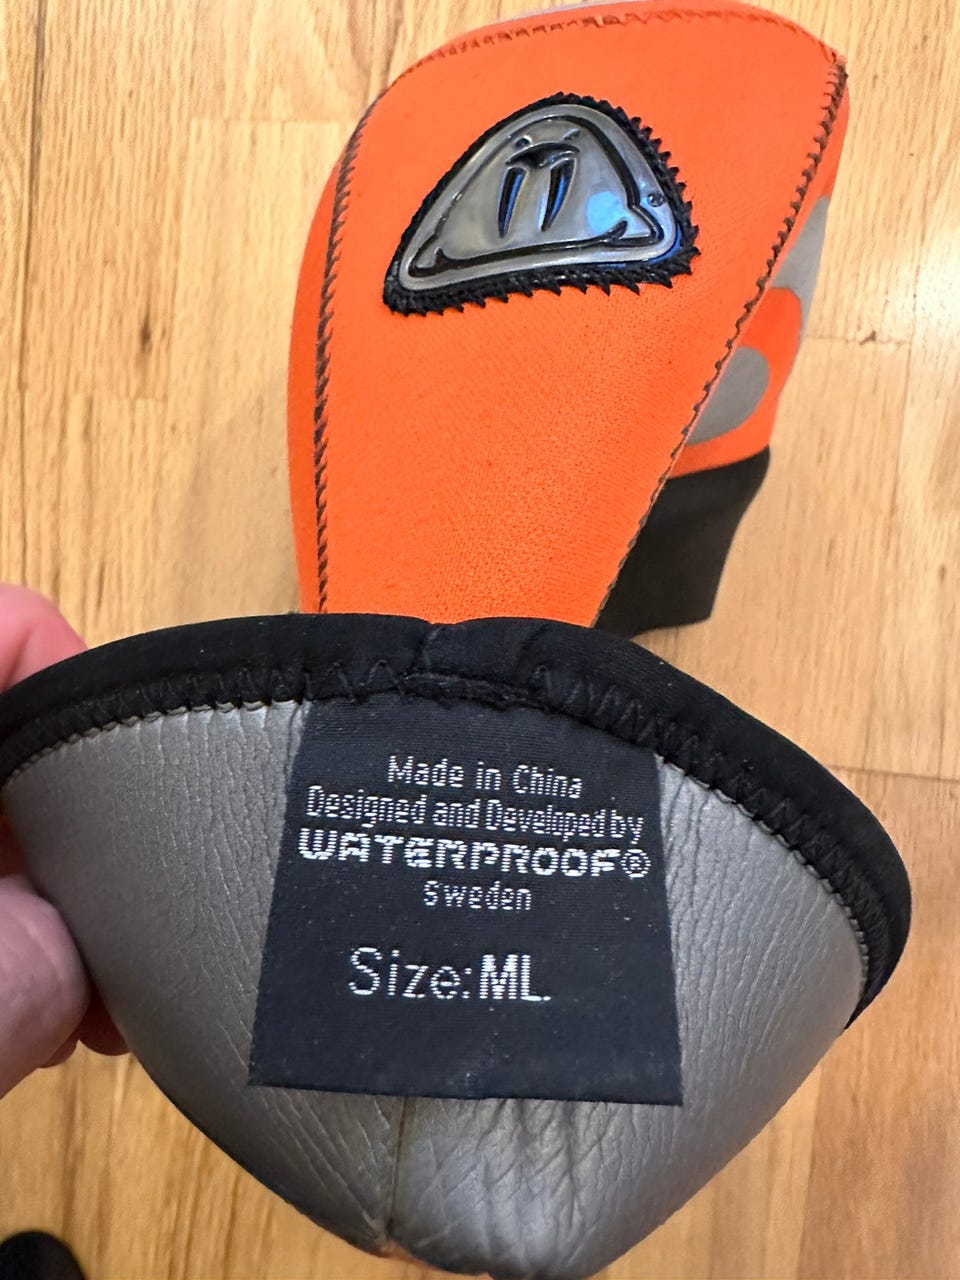 ®
Made in China
Designed and Developed by
WATERPROOF®
Sweden
Size: ML